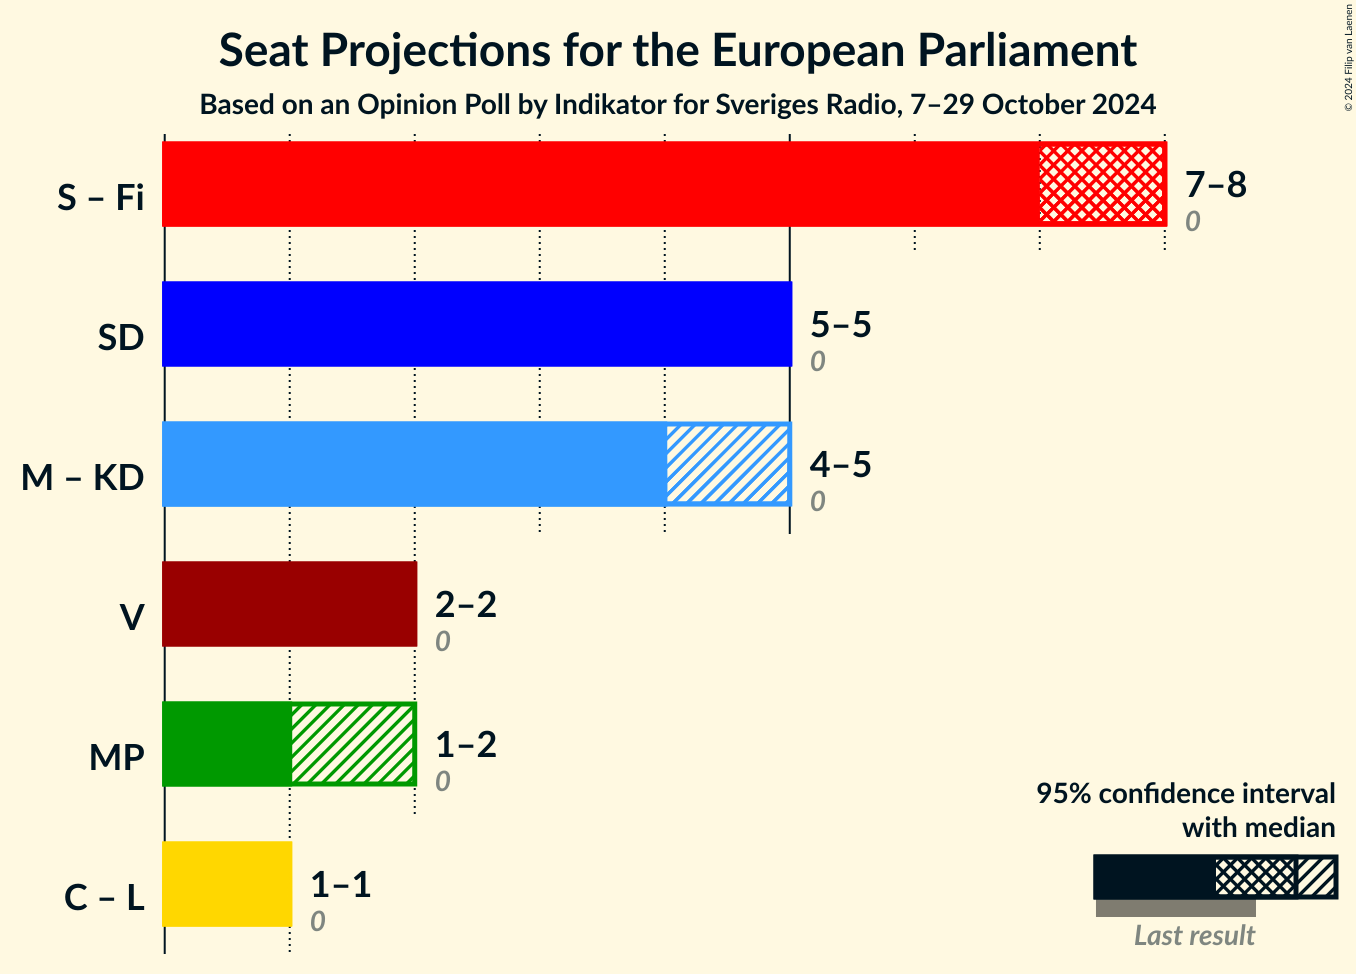 Seat Projections for the European Parliament
Based on an Opinion Poll by Indikator for Sveriges Radio, 7–29 October 2024
© 2024 Filip van Laenen
S – Fi
7–8
0
SD
5–5
0
M – KD
4–5
0
V
2–2
0
MP
1–2
0
C – L
1–1
0
95% confidence interval
with median
Last result